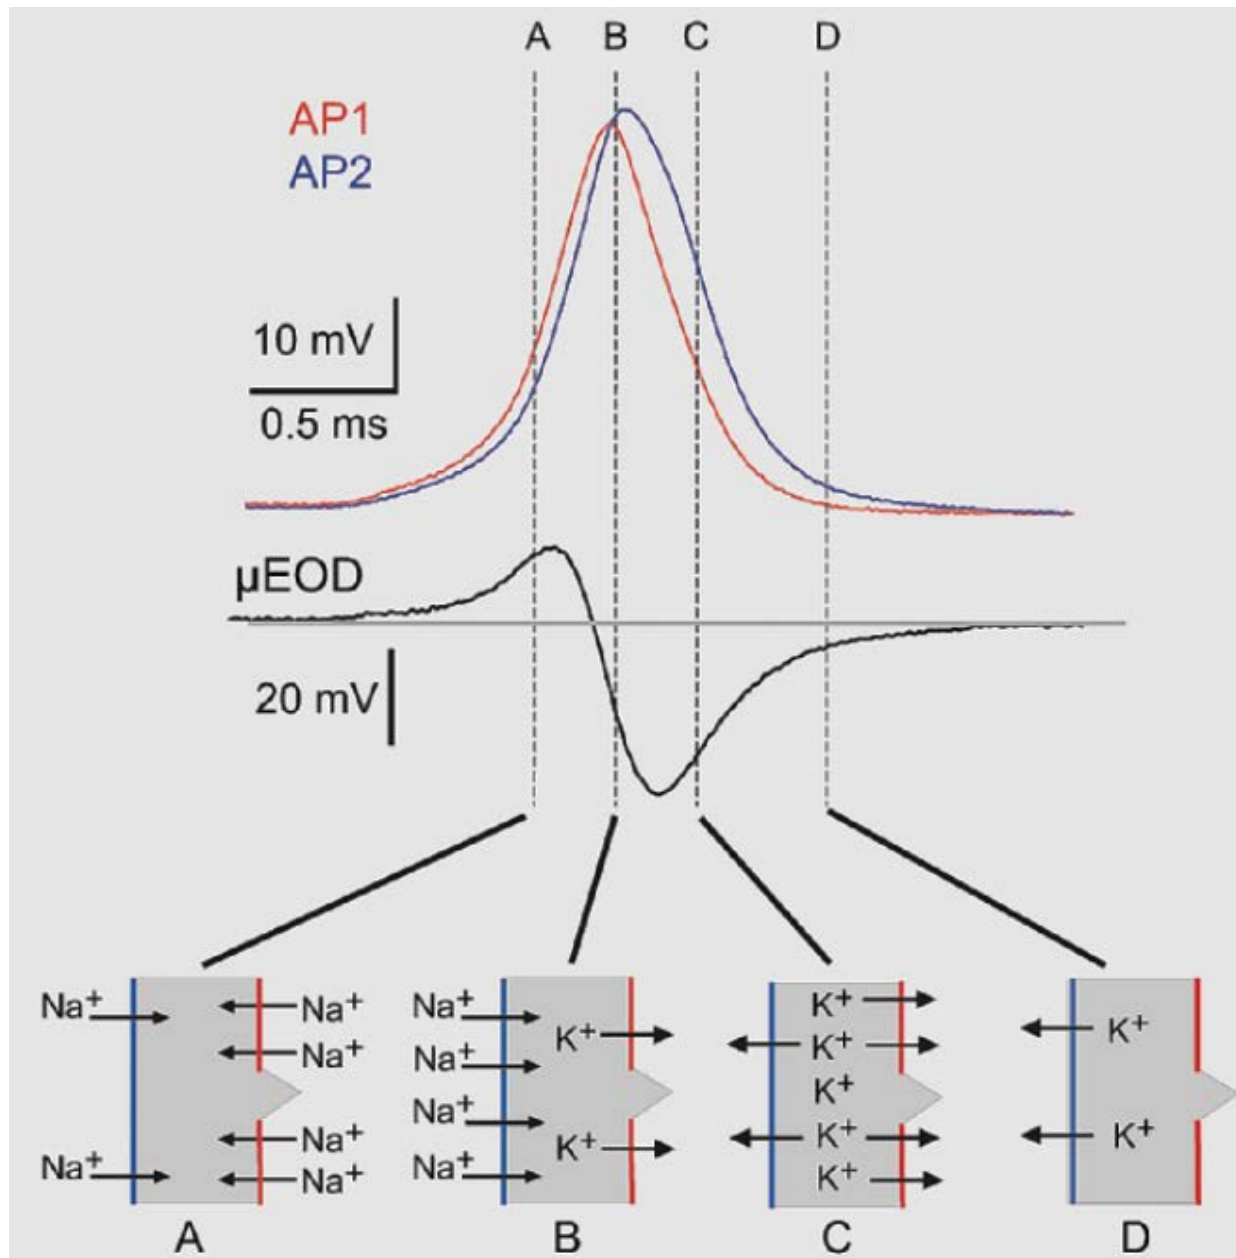 A B C D
AP1
AP2
10 mV
0.5 ms
µEOD
20 mV
Na⁺ Na⁺ Na⁺ K⁺ K⁺ K⁺
Na⁺ Na⁺ K⁺
Na⁺ K⁺
Na⁺ K⁺ K⁺ K⁺
Na⁺ Na⁺ Na⁺ K⁺
A B C D